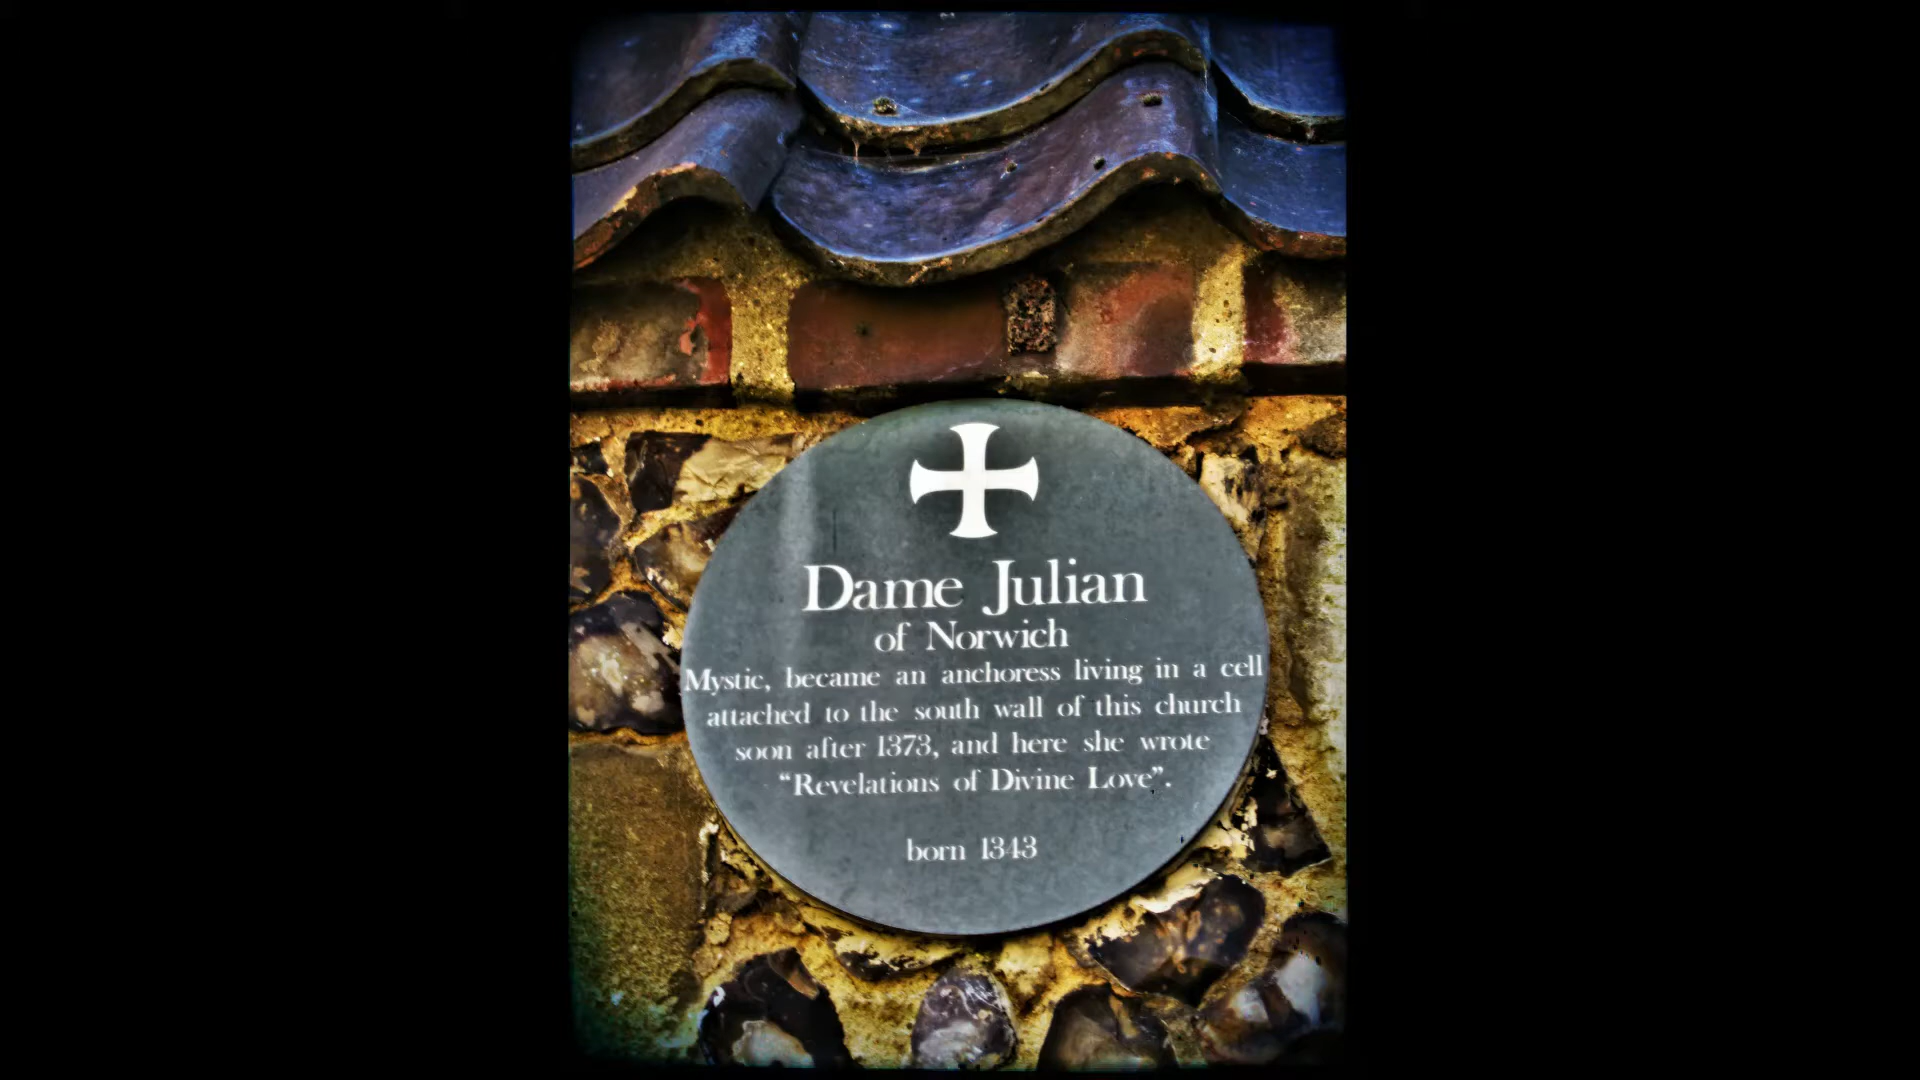 Dame Julian
of Norwich
Mystic, became an anchoress living in a cell
attached to the south wall of this church
soon after 1373, and here she wrote
“Revelations of Divine Love”.
born 1343